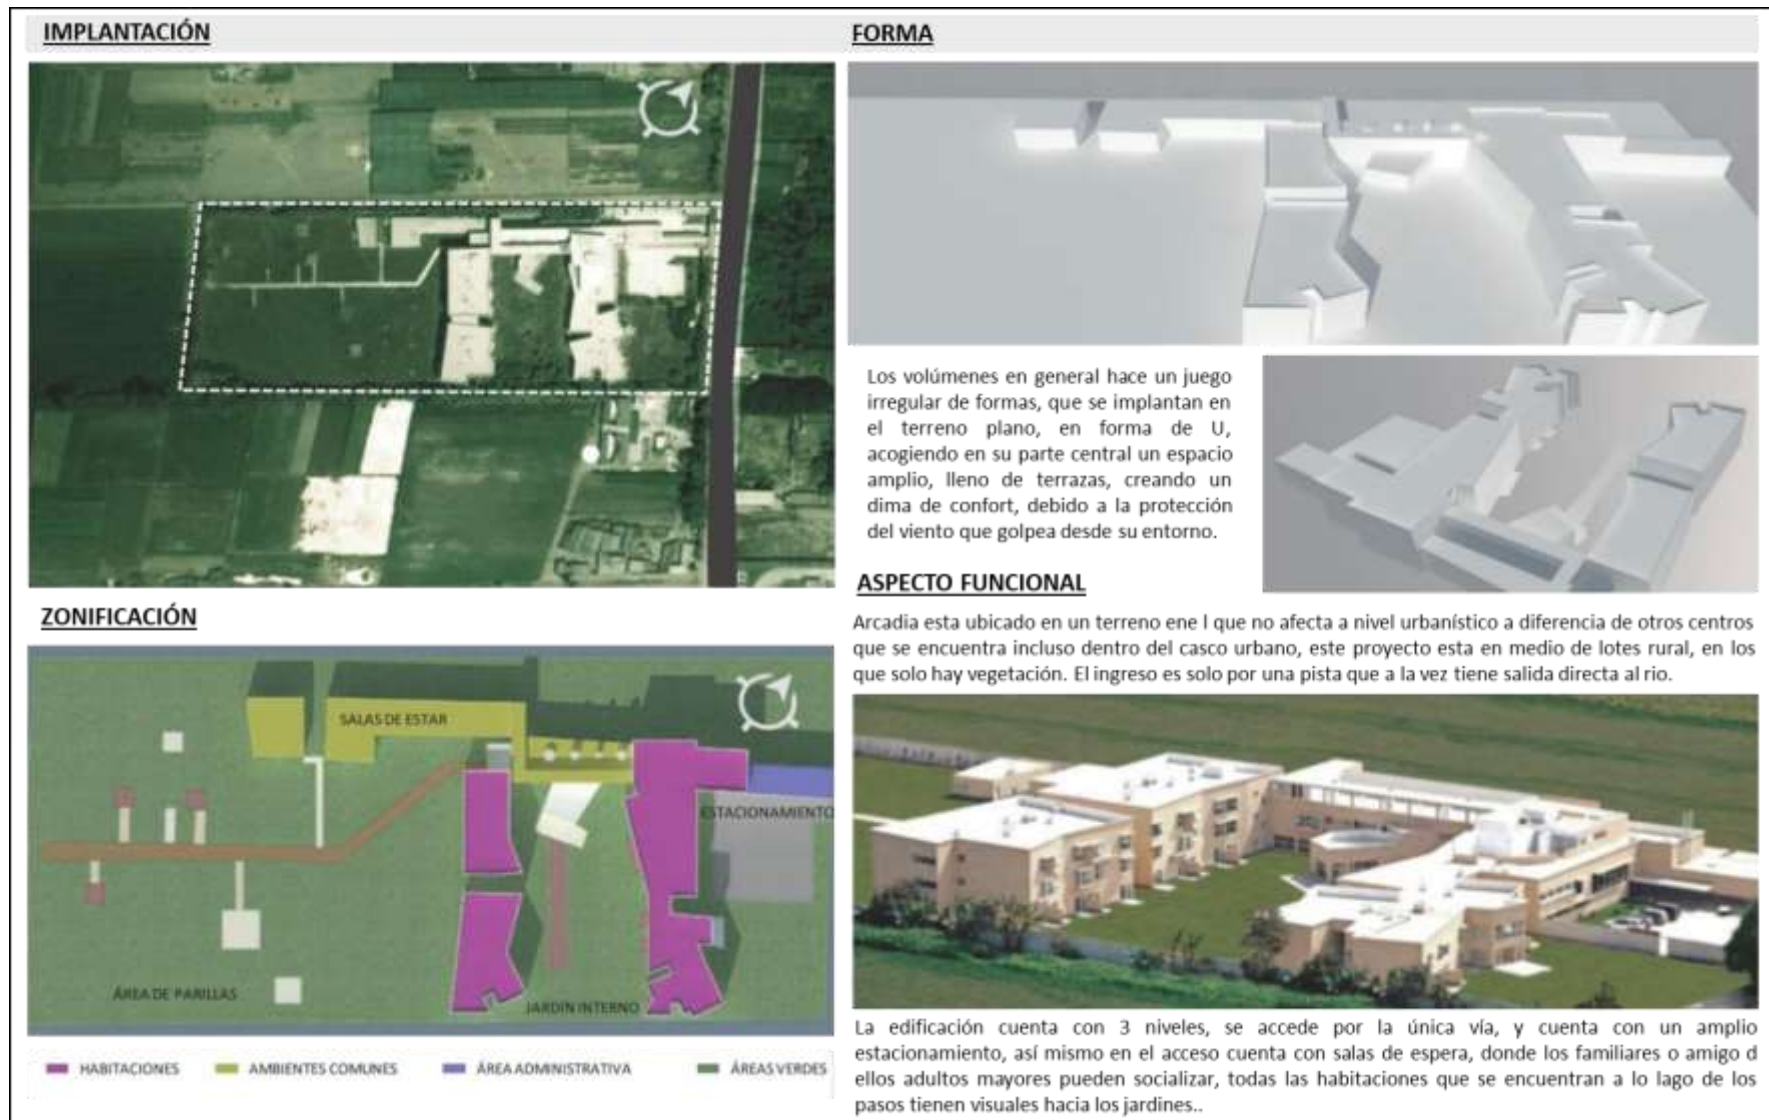 IMPLANTACIÓN
FORMA
Los volúmenes en general hace un juego
irregular de formas, que se implantan en
el terreno plano, en forma de U,
acogiendo en su parte central un espacio
amplio, lleno de terrazas, creando un
dima de confort, debido a la protección
del viento que golpea desde su entorno.
ASPECTO FUNCIONAL
Arcadia esta ubicado en un terreno ene l que no afecta a nivel urbanístico a diferencia de otros centros
que se encuentra incluso dentro del casco urbano, este proyecto esta en medio de lotes rural, en los
que solo hay vegetación. El ingreso es solo por una pista que a la vez tiene salida directa al rio.
ZONIFICACIÓN
SALAS DE ESTAR
ESTACIONAMIENTO
ÁREA DE PARILLAS
JARDÍN INTERNO
HABITACIONES
AMBIENTES COMUNES
ÁREA ADMINISTRATIVA
ÁREAS VERDES
La edificación cuenta con 3 niveles, se accede por la única vía, y cuenta con un amplio
estacionamiento, así mismo en el acceso cuenta con salas de espera, donde los familiares o amigo d
ellos adultos mayores pueden socializar, todas las habitaciones que se encuentran a lo lago de los
pasos tienen visuales hacia los jardines..